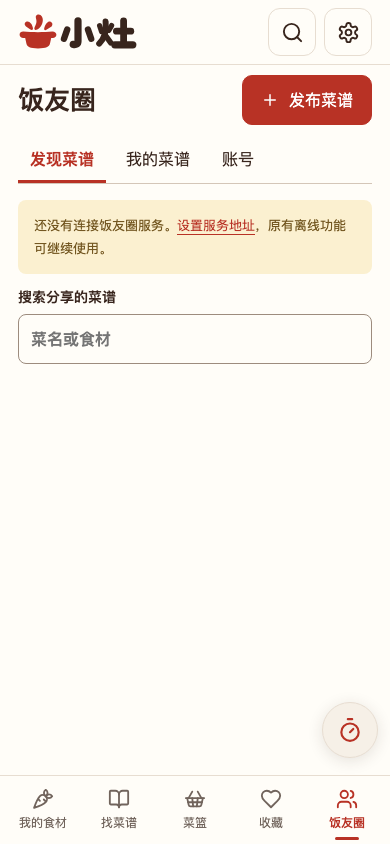 小灶
饭友圈
发布菜谱
发现菜谱
我的菜谱
账号
还没有连接饭友圈服务。设置服务地址，原有离线功能
可继续使用。
搜索分享的菜谱
菜名或食材
我的食材
找菜谱
菜篮
收藏
饭友圈